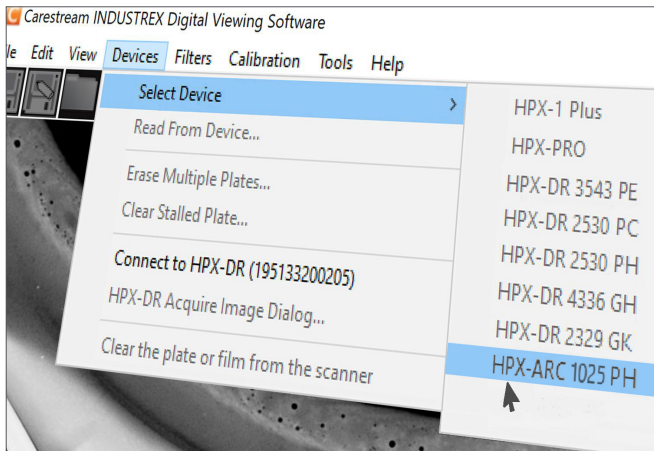 Carestream INDUSTREX Digital Viewing Software
le Edit View Devices Filters Calibration Tools Help
Select Device >
Read From Device...
Erase Multiple Plates...
Clear Stalled Plate...
Connect to HPX-DR (195133200205)
HPX-DR Acquire Image Dialog...
Clear the plate or film from the scanner
HPX-1 Plus
HPX-PRO
HPX-DR 3543 PE
HPX-DR 2530 PC
HPX-DR 2530 PH
HPX-DR 4336 GH
HPX-DR 2329 GK
HPX-ARC 1025 PH